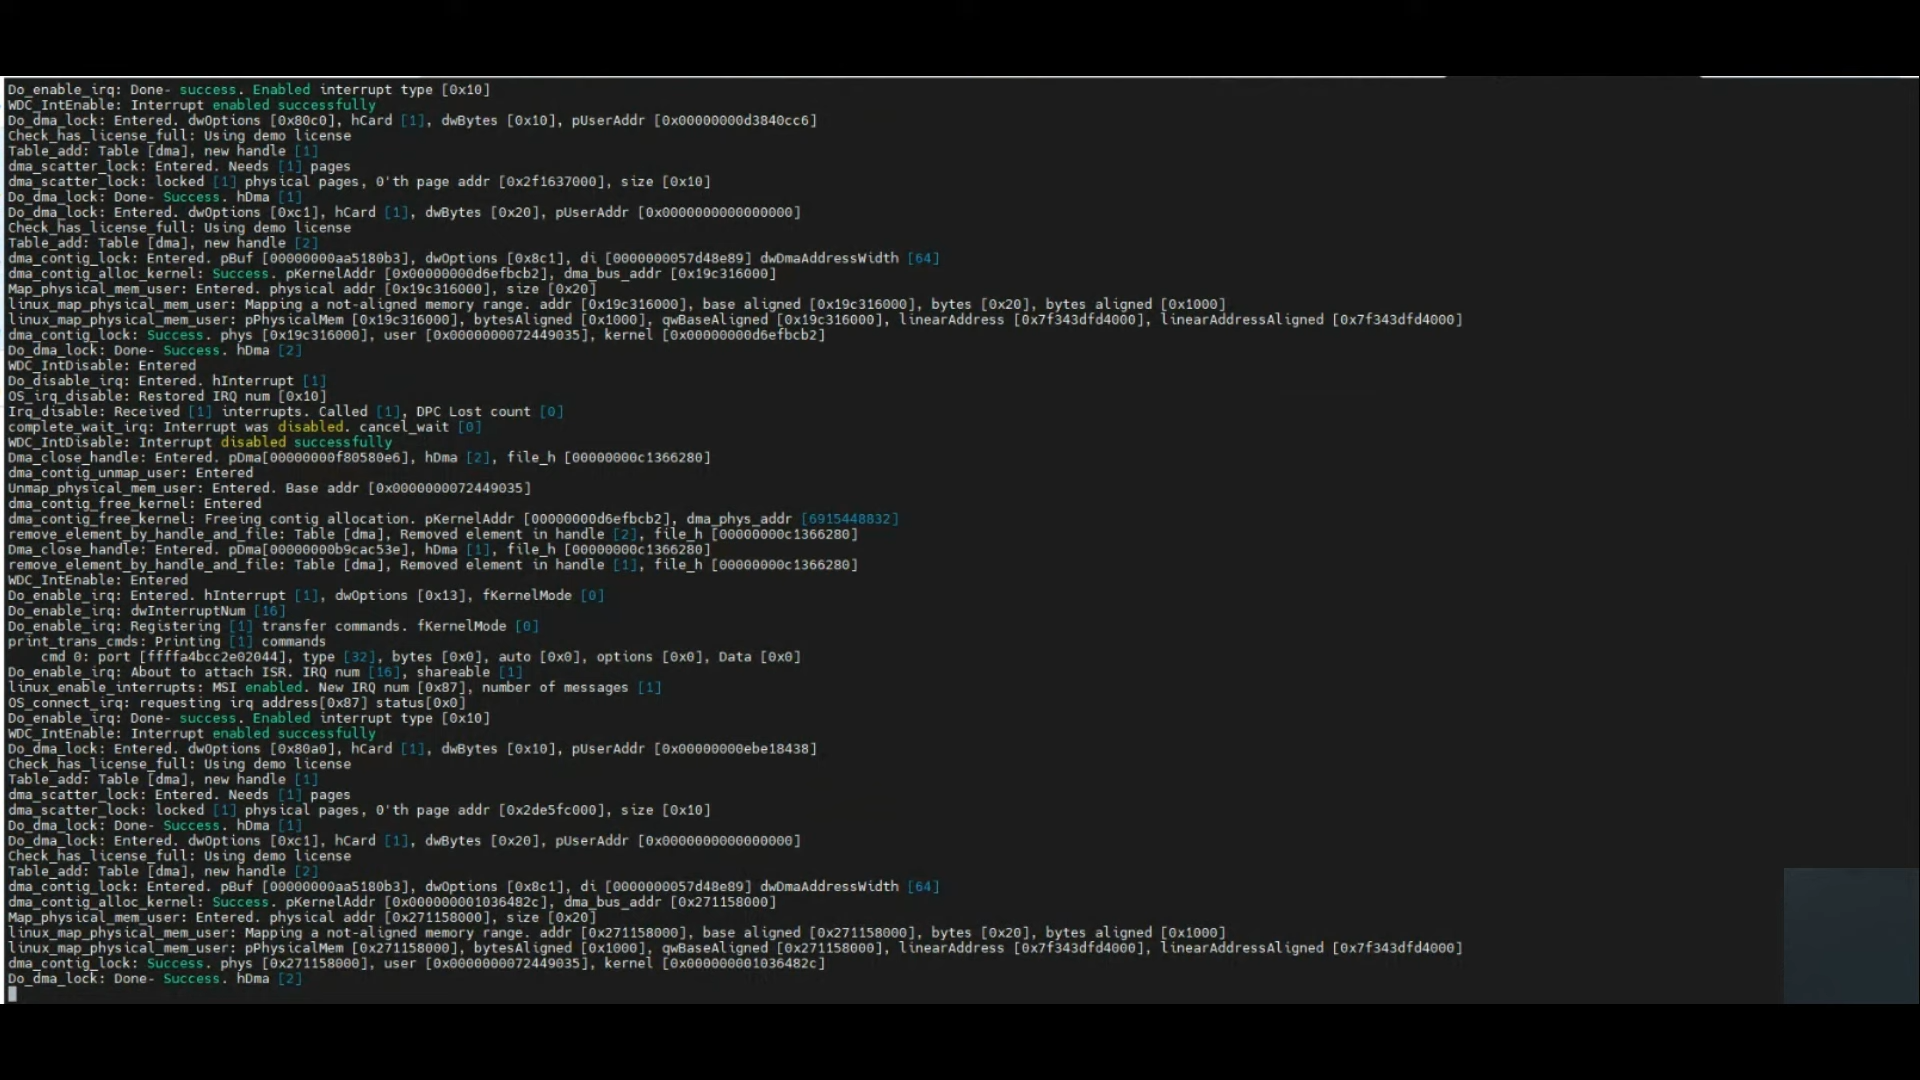 Do_enable_irq: Done- success. Enabled interrupt type [0x10]
WDC_IntEnable: Interrupt enabled successfully
Do_dma_lock: Entered. dwOptions [0x80c0], hCard [1], dwBytes [0x10], pUserAddr [0x00000000d3840cc6]
Check_has_license_full: Using demo license
Table_add: Table [dma], new handle [1]
dma_scatter_lock: Entered. Needs [1] pages
dma_scatter_lock: locked [1] physical pages, 0'th page addr [0x2f1637000], size [0x10]
Do_dma_lock: Done- Success. hDma [1]
Do_dma_lock: Entered. dwOptions [0xc1], hCard [1], dwBytes [0x20], pUserAddr [0x0000000000000000]
Check_has_license_full: Using demo license
Table_add: Table [dma], new handle [2]
dma_contig_lock: Entered. pBuf [00000000aa5180b3], dwOptions [0x8c1], di [0000000057d48e89] dwDmaAddressWidth [64]
dma_contig_alloc_kernel: Success. pKernelAddr [0x00000000d6efbcb2], dma_bus_addr [0x19c316000]
Map_physical_mem_user: Entered. physical addr [0x19c316000], size [0x20]
linux_map_physical_mem_user: Mapping a not-aligned memory range. addr [0x19c316000], base aligned [0x19c316000], bytes [0x20], bytes aligned [0x1000]
linux_map_physical_mem_user: pPhysicalMem [0x19c316000], bytesAligned [0x1000], qwBaseAligned [0x19c316000], linearAddress [0x7f343dfd4000], linearAddressAligned [0x7f343dfd4000]
dma_contig_lock: Success. phys [0x19c316000], user [0x0000000072449035], kernel [0x00000000d6efbcb2]
Do_dma_lock: Done- Success. hDma [2]
WDC_IntDisable: Entered
Do_disable_irq: Entered. hInterrupt [1]
OS_irq_disable: Restored IRQ num [0x10]
Irq_disable: Received [1] interrupts. Called [1], DPC Lost count [0]
complete_wait_irq: Interrupt was disabled. cancel_wait [0]
WDC_IntDisable: Interrupt disabled successfully
Dma_close_handle: Entered. pDma[00000000f80580e6], hDma [2], file_h [00000000c1366280]
dma_contig_unmap_user: Entered
Unmap_physical_mem_user: Entered. Base addr [0x0000000072449035]
dma_contig_free_kernel: Entered
dma_contig_free_kernel: Freeing contig allocation. pKernelAddr [00000000d6efbcb2], dma_phys_addr [6915448832]
remove_element_by_handle_and_file: Table [dma], Removed element in handle [2], file_h [00000000c1366280]
Dma_close_handle: Entered. pDma[00000000b9cac53e], hDma [1], file_h [00000000c1366280]
remove_element_by_handle_and_file: Table [dma], Removed element in handle [1], file_h [00000000c1366280]
WDC_IntEnable: Entered
Do_enable_irq: Entered. hInterrupt [1], dwOptions [0x13], fKernelMode [0]
Do_enable_irq: dwInterruptNum [16]
Do_enable_irq: Registering [1] transfer commands. fKernelMode [0]
print_trans_cmds: Printing [1] commands
    cmd 0: port [ffffa4bcc2e02044], type [32], bytes [0x0], auto [0x0], options [0x0], Data [0x0]
Do_enable_irq: About to attach ISR. IRQ num [16], shareable [1]
linux_enable_interrupts: MSI enabled. New IRQ num [0x87], number of messages [1]
OS_connect_irq: requesting irq address[0x87] status[0x0]
Do_enable_irq: Done- success. Enabled interrupt type [0x10]
WDC_IntEnable: Interrupt enabled successfully
Do_dma_lock: Entered. dwOptions [0x80a0], hCard [1], dwBytes [0x10], pUserAddr [0x00000000ebe18438]
Check_has_license_full: Using demo license
Table_add: Table [dma], new handle [1]
dma_scatter_lock: Entered. Needs [1] pages
dma_scatter_lock: locked [1] physical pages, 0'th page addr [0x2de5fc000], size [0x10]
Do_dma_lock: Done- Success. hDma [1]
Do_dma_lock: Entered. dwOptions [0xc1], hCard [1], dwBytes [0x20], pUserAddr [0x0000000000000000]
Check_has_license_full: Using demo license
Table_add: Table [dma], new handle [2]
dma_contig_lock: Entered. pBuf [00000000aa5180b3], dwOptions [0x8c1], di [0000000057d48e89] dwDmaAddressWidth [64]
dma_contig_alloc_kernel: Success. pKernelAddr [0x000000001036482c], dma_bus_addr [0x271158000]
Map_physical_mem_user: Entered. physical addr [0x271158000], size [0x20]
linux_map_physical_mem_user: Mapping a not-aligned memory range. addr [0x271158000], base aligned [0x271158000], bytes [0x20], bytes aligned [0x1000]
linux_map_physical_mem_user: pPhysicalMem [0x271158000], bytesAligned [0x1000], qwBaseAligned [0x271158000], linearAddress [0x7f343dfd4000], linearAddressAligned [0x7f343dfd4000]
dma_contig_lock: Success. phys [0x271158000], user [0x0000000072449035], kernel [0x000000001036482c]
Do_dma_lock: Done- Success. hDma [2]